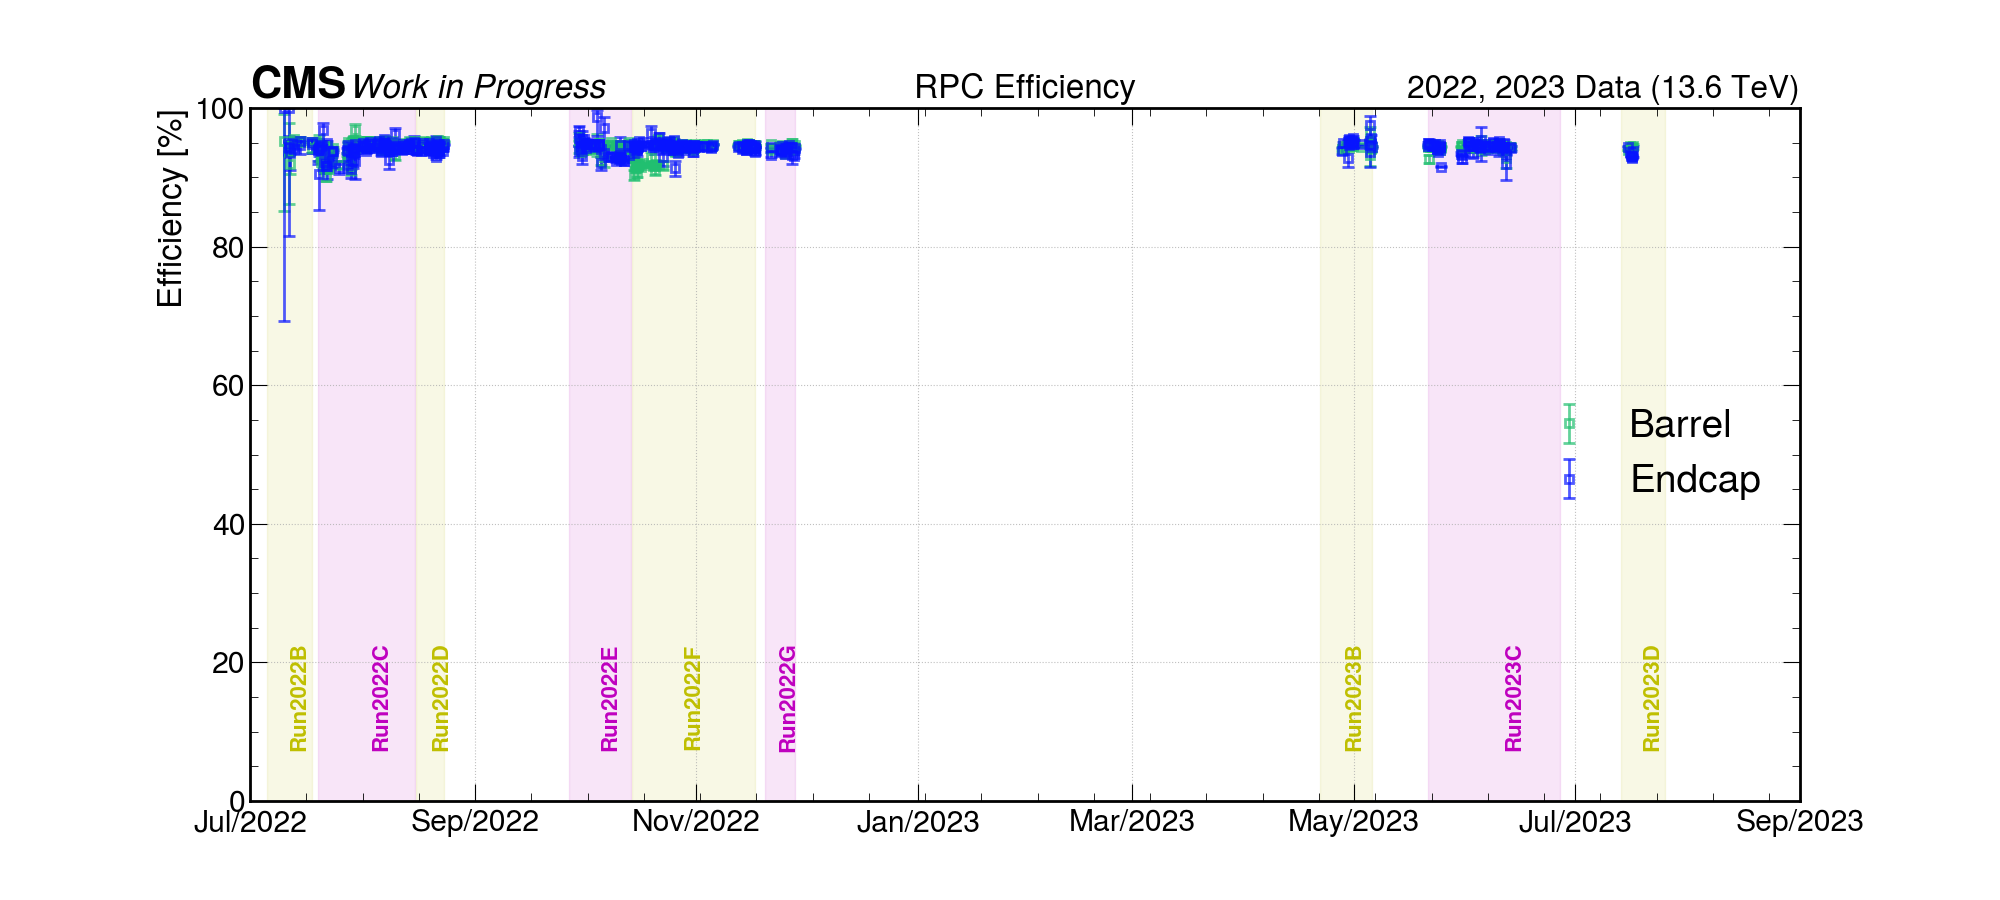 CMS Work in Progress RPC Efficiency 2022, 2023 Data (13.6 TeV)
Efficiency [%]
100
80
60
40
20
0
Barrel
Endcap
Run2022B
Run2022C
Run2022D
Run2022E
Run2022F
Run2022G
Run2023B
Run2023C
Run2023D
Jul/2022 Sep/2022 Nov/2022 Jan/2023 Mar/2023 May/2023 Jul/2023 Sep/2023